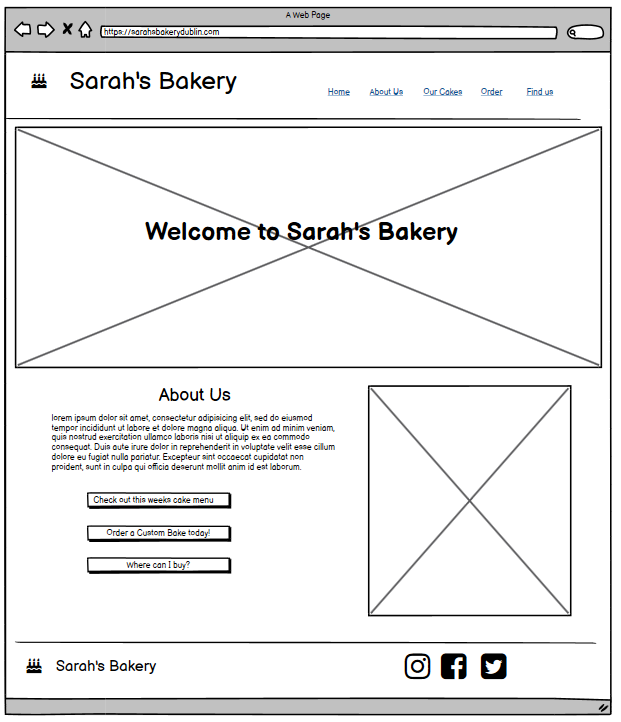 A Web Page
https://sarahsbakerydublin.com
Sarah's Bakery
Home About Us Our Cakes Order Find us
Welcome to Sarah's Bakery
About Us
lorem ipsum dolor sit amet, consectetur adipisicing elit, sed do eiusmod
tempor incididunt ut labore et dolore magna aliqua. Ut enim ad minim veniam,
quis nostrud exercitation ullamco laboris nisi ut aliquip ex ea commodo
consequat. Duis aute irure dolor in reprehenderit in voluptate velit esse cillum
dolore eu fugiat nulla pariatur. Excepteur sint occaecat cupidatat non
proident, sunt in culpa qui officia deserunt mollit anim id est laborum.
Check out this weeks cake menu
Order a Custom Bake today!
Where can I buy?
Sarah's Bakery